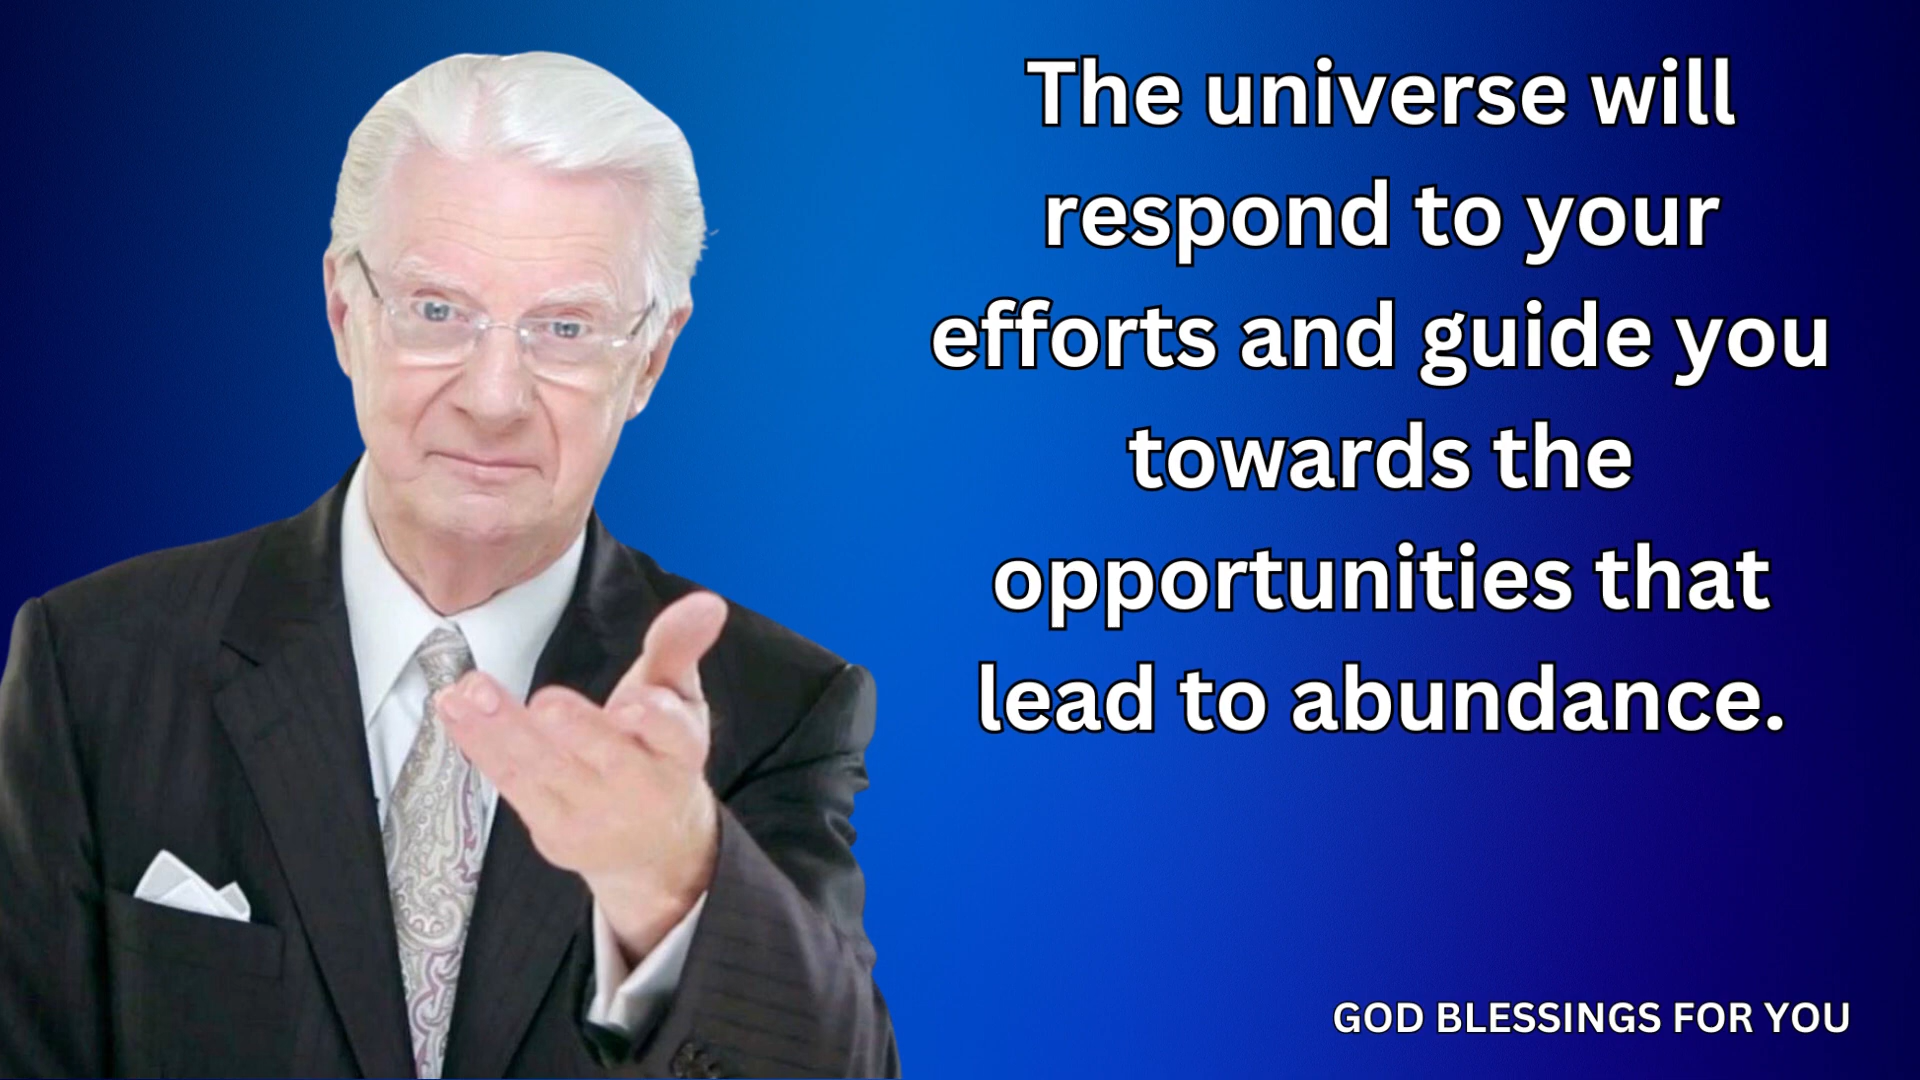 The universe will
respond to your
efforts and guide you
towards the
opportunities that
lead to abundance.
GOD BLESSINGS FOR YOU